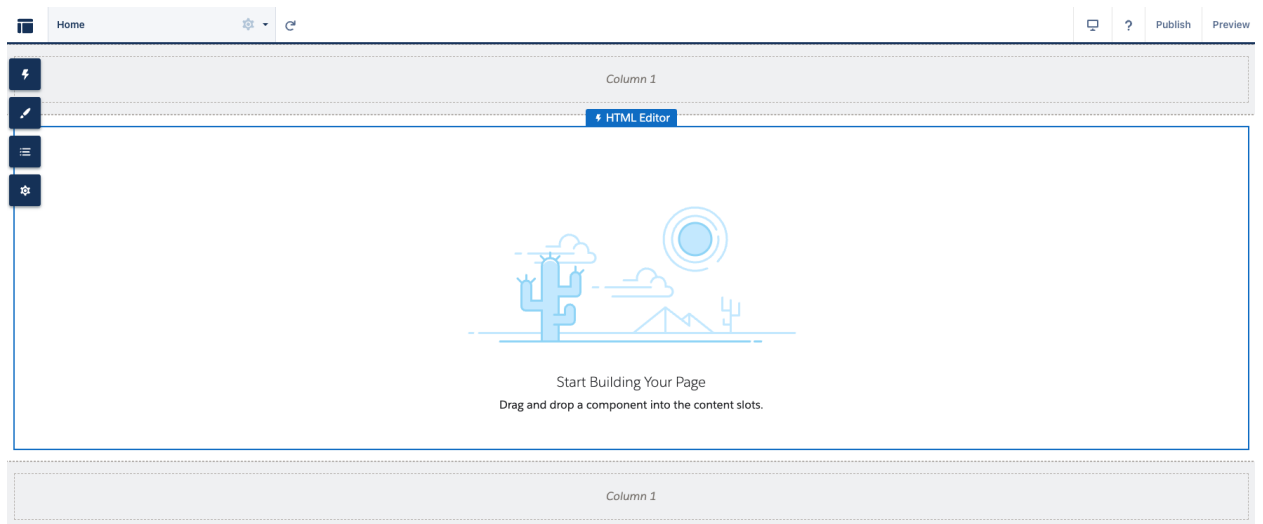 Home
?
Publish
Preview
Column 1
HTML Editor
Start Building Your Page
Drag and drop a component into the content slots.
Column 1